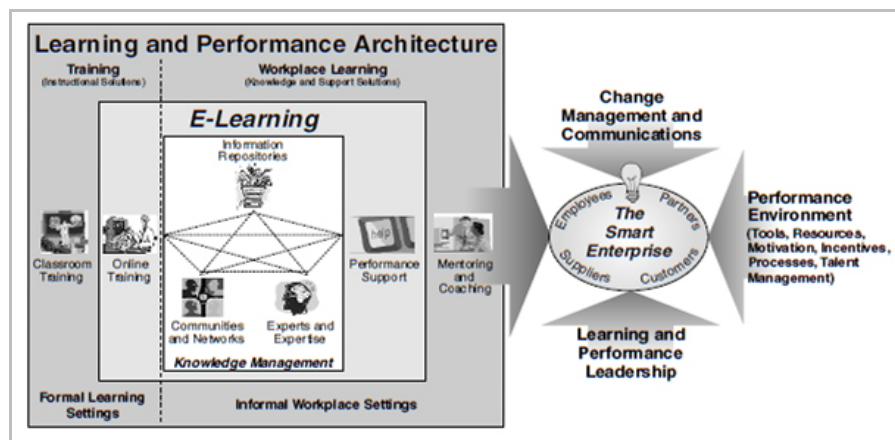 Learning and Performance Architecture
Training
(Instructional Solutions)
Workplace Learning
(Knowledge and Support Solutions)
E-Learning
Information
Repositories
help
Classroom
Training
Online
Training
Performance
Support
Mentoring
and
Coaching
Communities
and Networks
Experts and
Expertise
Knowledge Management
Formal Learning
Settings
Informal Workplace Settings
Change
Management and
Communications
Employees
Partners
The
Smart
Enterprise
Suppliers
Customers
Performance
Environment
(Tools, Resources,
Motivation, Incentives,
Processes, Talent
Management)
Learning and
Performance
Leadership